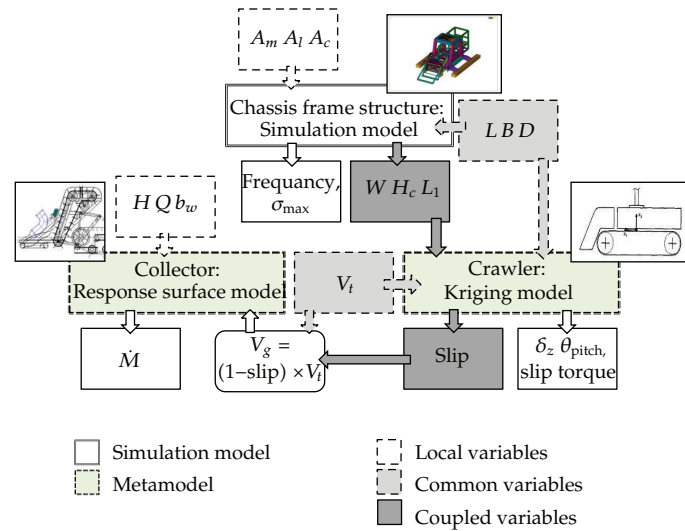 A_m A_l A_c
Chassis frame structure:
Simulation model
L B D
Frequancy,
σ_max
W H_c L_1
H Q b_w
Collector:
Response surface model
V_t
Crawler:
Kriging model
Ṁ
V_g =
(1−slip) × V_t
Slip
δ_z θ_pitch,
slip torque
Simulation model
Metamodel
Local variables
Common variables
Coupled variables